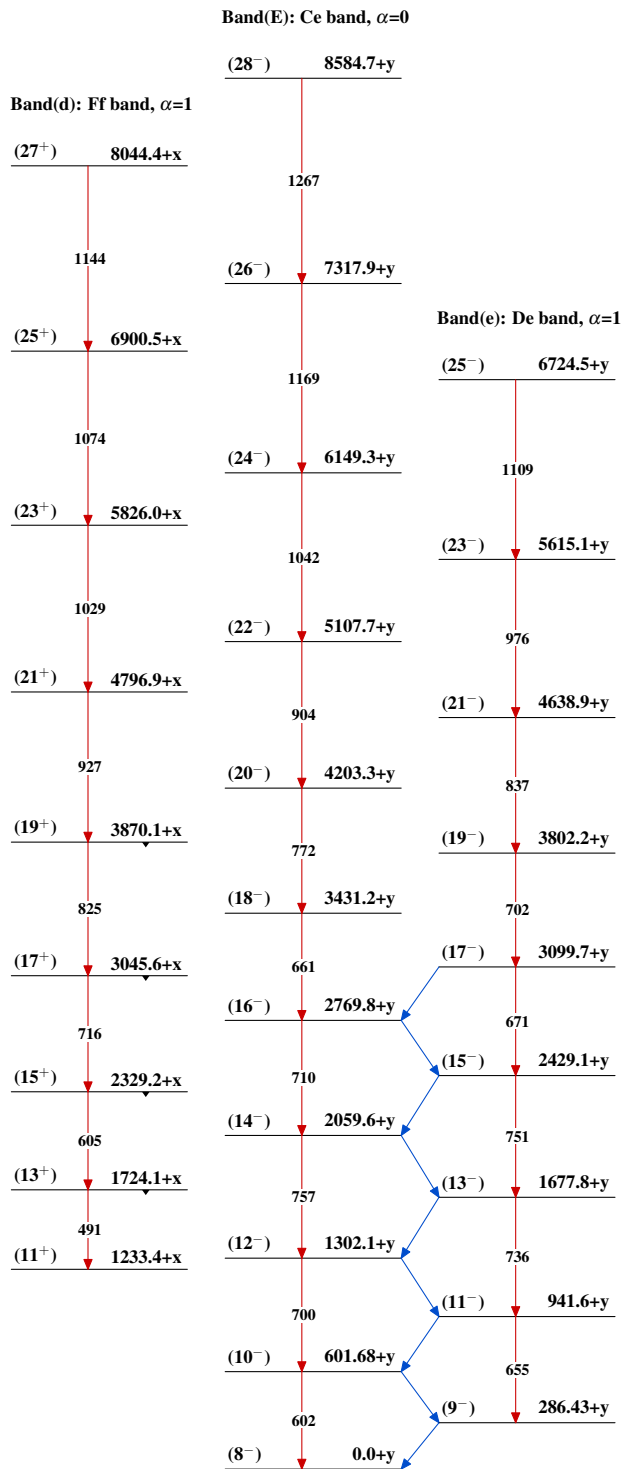 Band(E): Ce band, α=0
(28⁻) 8584.7+y
1267
(26⁻) 7317.9+y
1169
(24⁻) 6149.3+y
1042
(22⁻) 5107.7+y
904
(20⁻) 4203.3+y
772
(18⁻) 3431.2+y
661
(16⁻) 2769.8+y
710
(14⁻) 2059.6+y
757
(12⁻) 1302.1+y
700
(10⁻) 601.68+y
602
(8⁻) 0.0+y
Band(d): Ff band, α=1
(27⁺) 8044.4+x
1144
(25⁺) 6900.5+x
1074
(23⁺) 5826.0+x
1029
(21⁺) 4796.9+x
927
(19⁺) 3870.1+x
825
(17⁺) 3045.6+x
716
(15⁺) 2329.2+x
605
(13⁺) 1724.1+x
491
(11⁺) 1233.4+x
Band(e): De band, α=1
(25⁻) 6724.5+y
1109
(23⁻) 5615.1+y
976
(21⁻) 4638.9+y
837
(19⁻) 3802.2+y
702
(17⁻) 3099.7+y
671
(15⁻) 2429.1+y
751
(13⁻) 1677.8+y
736
(11⁻) 941.6+y
655
(9⁻) 286.43+y